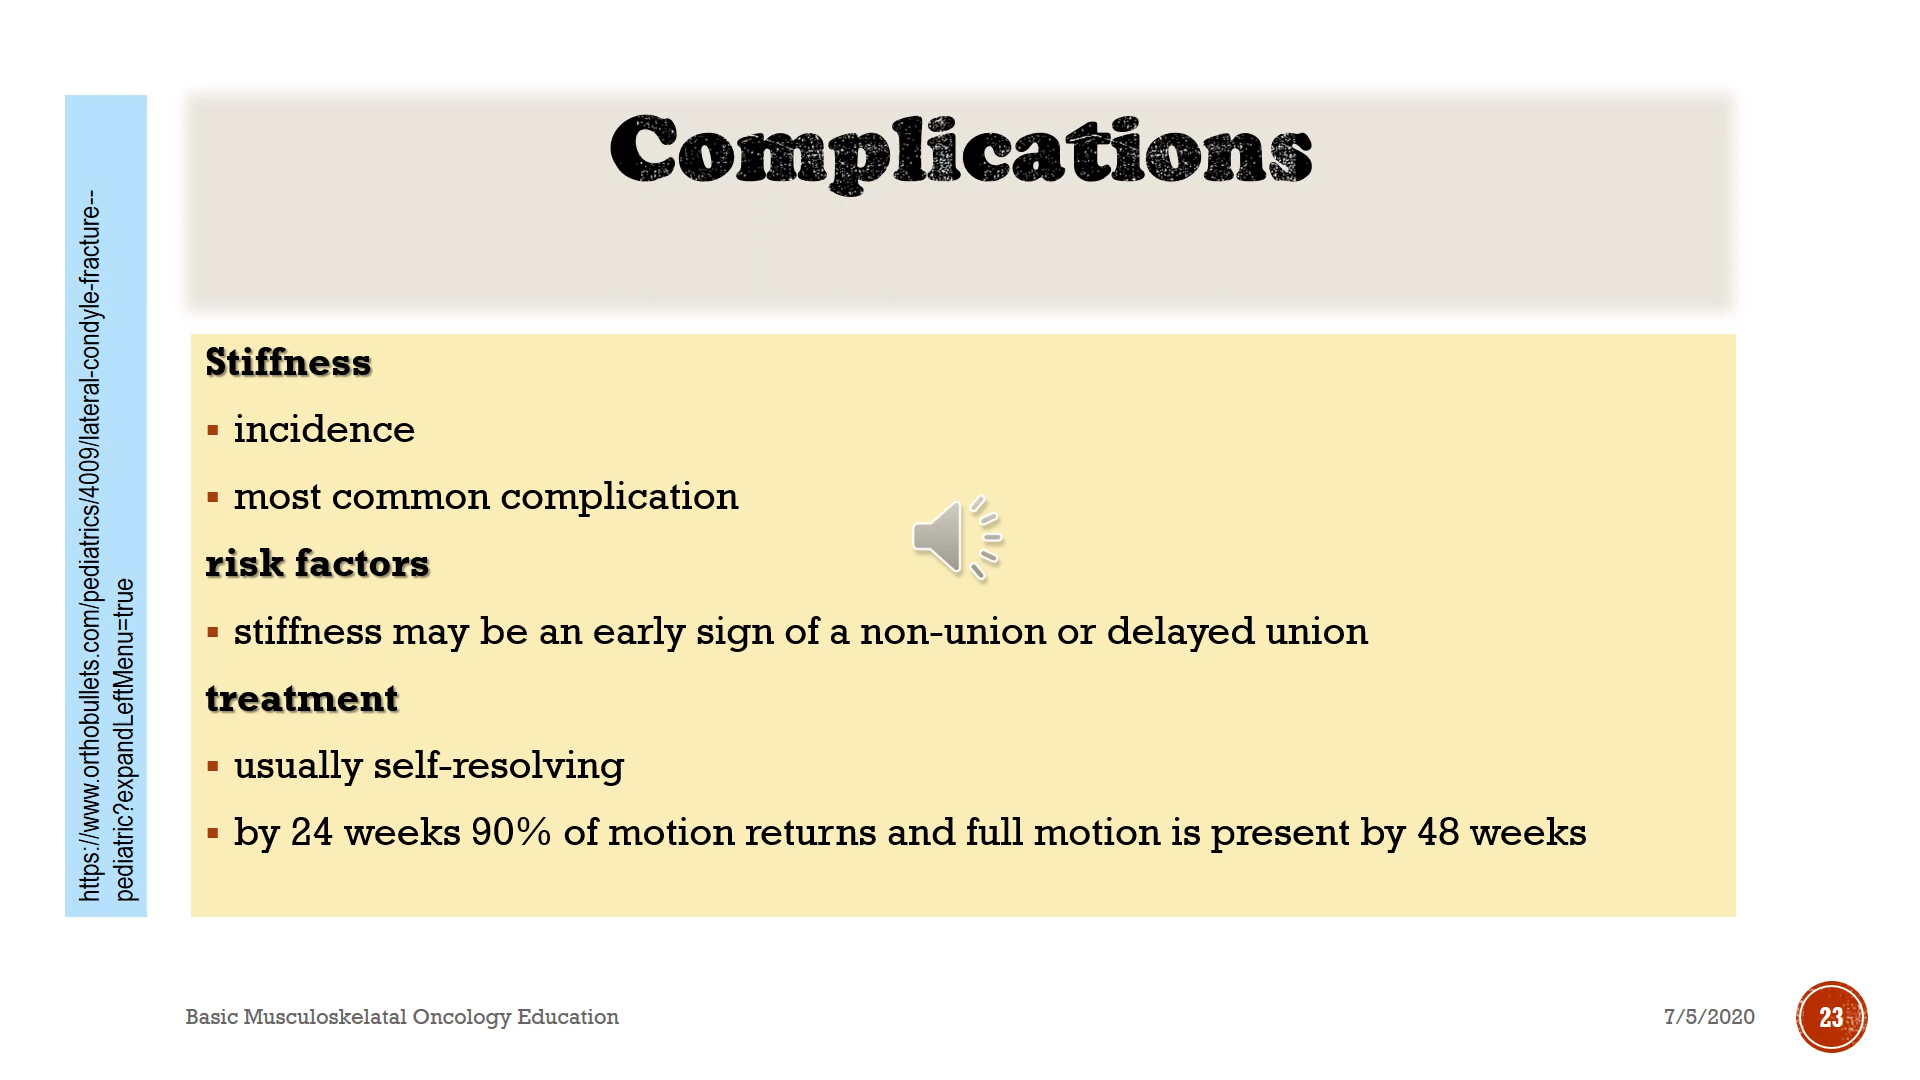 Complications
https://www.orthobullets.com/pediatrics/4009/lateral-condyle-fracture--
pediatric?expandLeftMenu=true
Stiffness
▪ incidence
▪ most common complication
risk factors
▪ stiffness may be an early sign of a non-union or delayed union
treatment
▪ usually self-resolving
▪ by 24 weeks 90% of motion returns and full motion is present by 48 weeks
Basic Musculoskelatal Oncology Education
7/5/2020
23